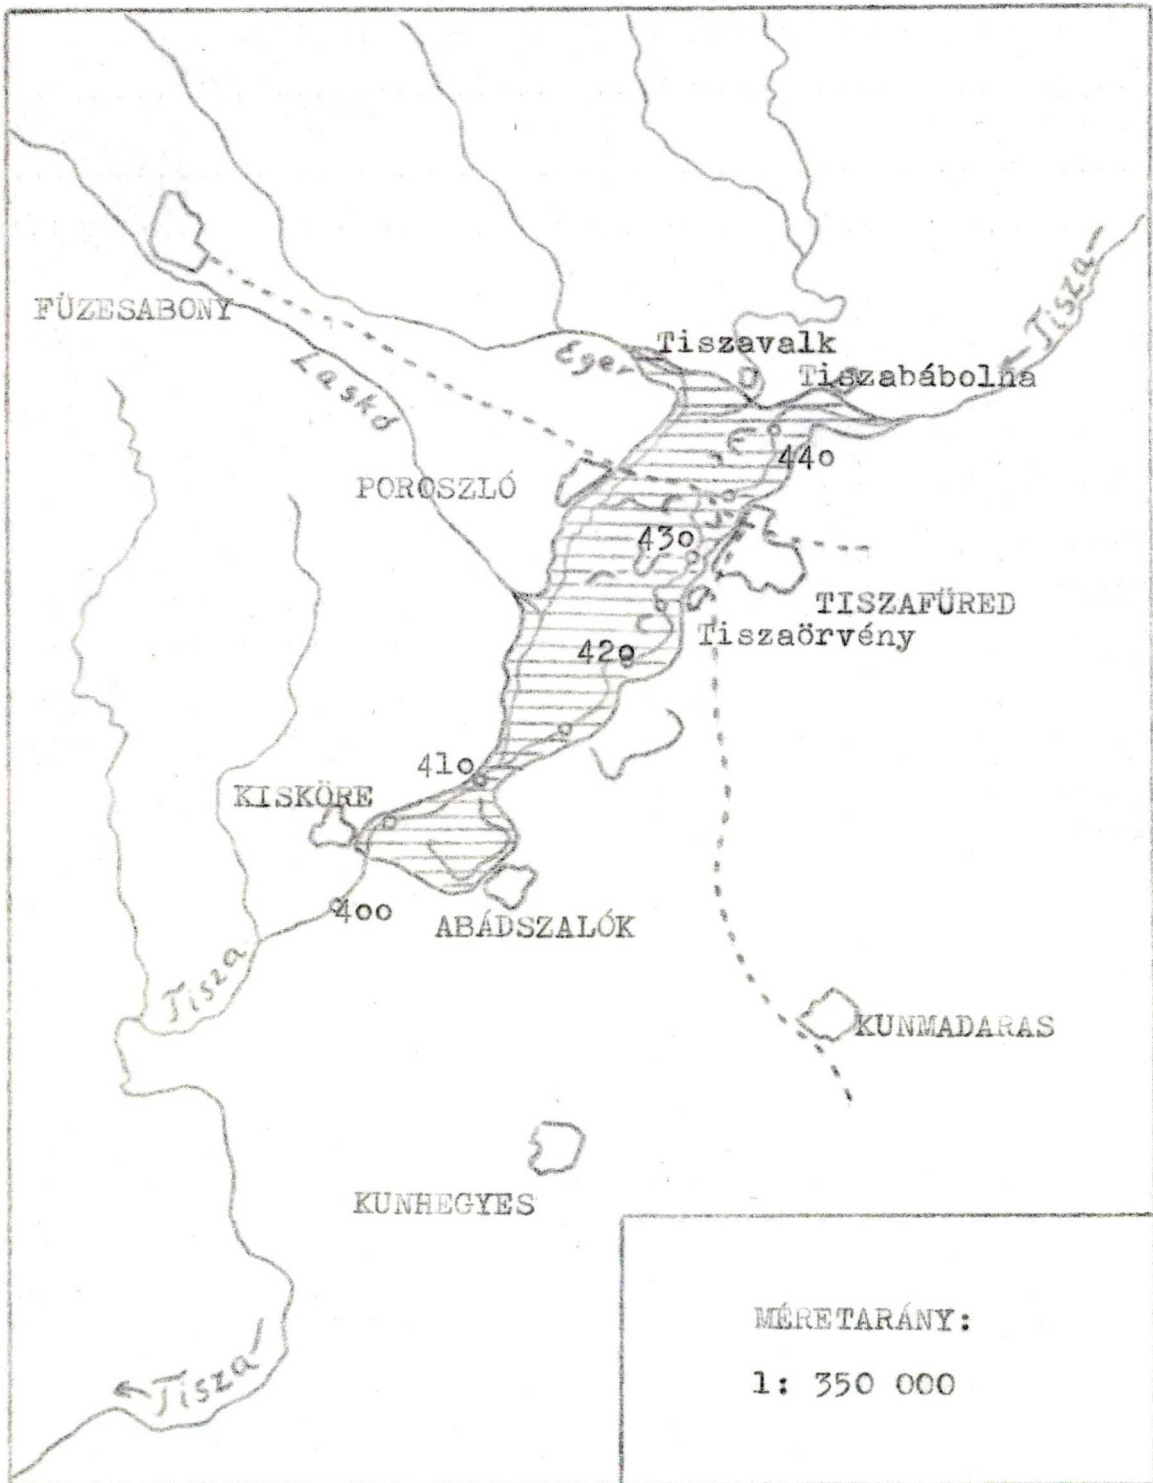 FÜZESABONY
Laskó
Eger
Tiszavalk
Tiszabábolna
Tisza
POROSZLÓ
44o
43o
TISZAFÜRED
Tiszaörvény
42o
41o
KISKÖRE
4oo
ABÁDSZALÓK
Tisza
KUNMADARAS
KUNHEGYES
Tisza
MÉRETARÁNY:
1: 350 000